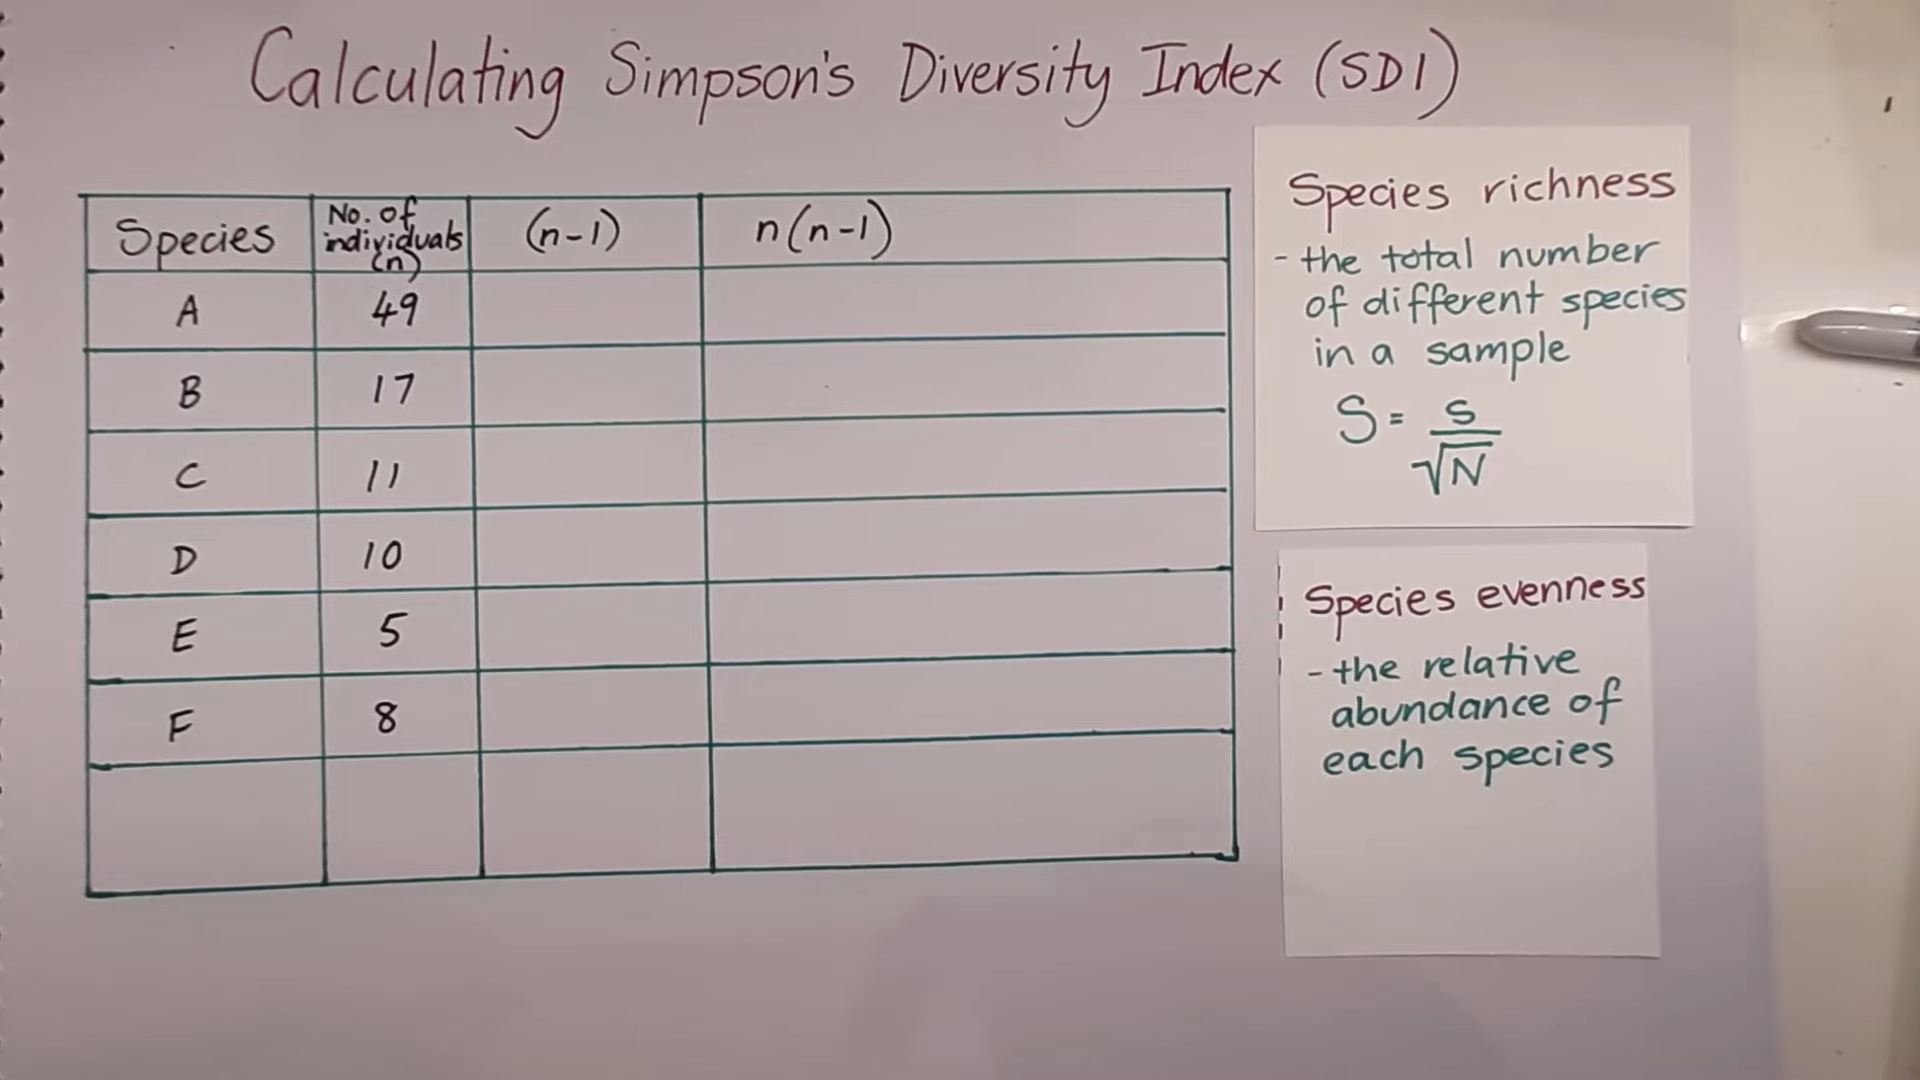 Calculating Simpson's Diversity Index (SDI)
Species
No. of
individuals
(n)
(n-1)
n(n-1)
A 49
B 17
C 11
D 10
E 5
F 8
Species richness
- the total number
of different species
in a sample
S = s/√N
Species evenness
- the relative
abundance of
each species